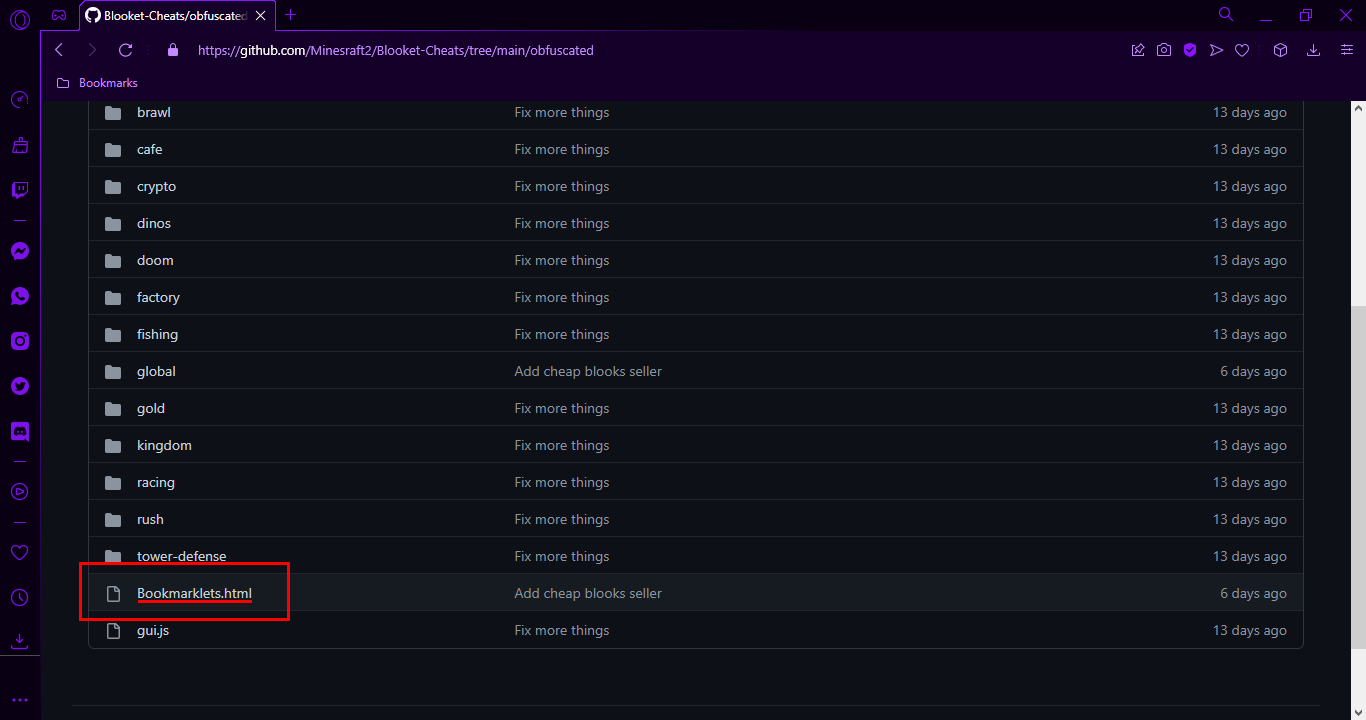 Blooket-Cheats/obfuscated
https://github.com/Minesraft2/Blooket-Cheats/tree/main/obfuscated
Bookmarks
brawl Fix more things 13 days ago
cafe Fix more things 13 days ago
crypto Fix more things 13 days ago
dinos Fix more things 13 days ago
doom Fix more things 13 days ago
factory Fix more things 13 days ago
fishing Fix more things 13 days ago
global Add cheap blooks seller 6 days ago
gold Fix more things 13 days ago
kingdom Fix more things 13 days ago
racing Fix more things 13 days ago
rush Fix more things 13 days ago
tower-defense Fix more things 13 days ago
Bookmarklets.html Add cheap blooks seller 6 days ago
gui.js Fix more things 13 days ago